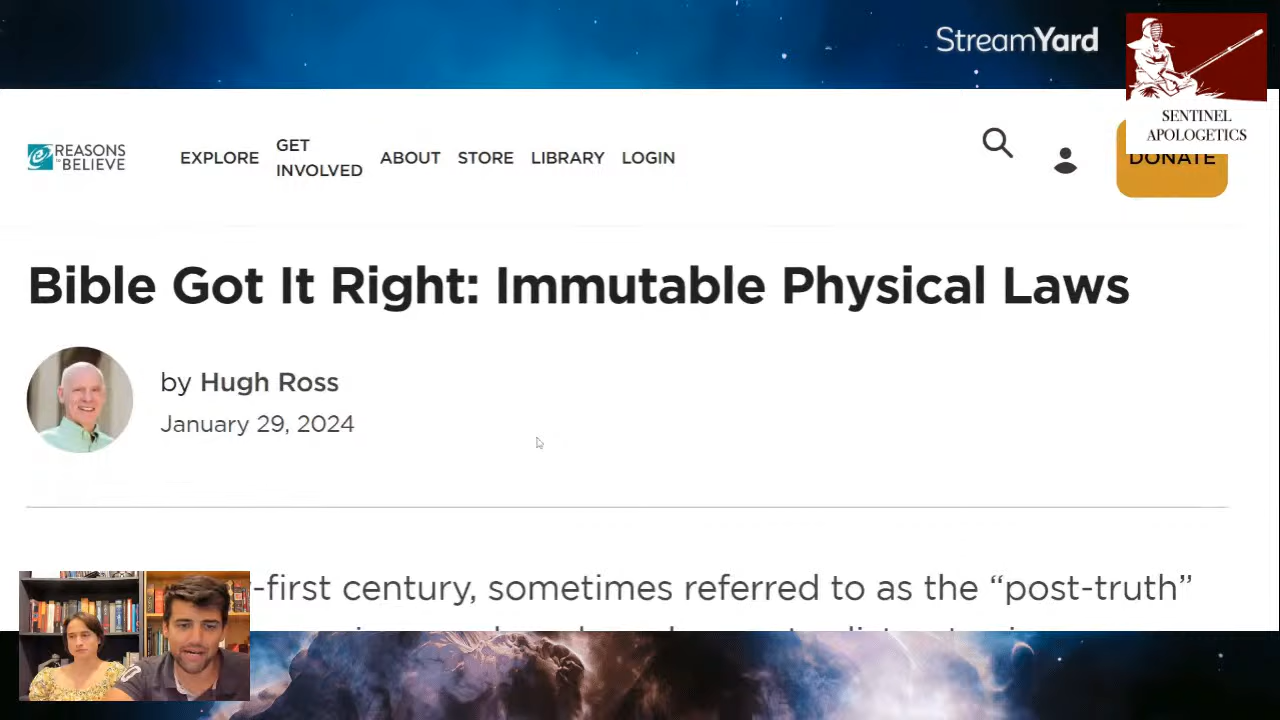 StreamYard
SENTINEL
APOLOGETICS
REASONS
TO BELIEVE
EXPLORE
GET
INVOLVED
ABOUT
STORE
LIBRARY
LOGIN
DONATE
Bible Got It Right: Immutable Physical Laws
by Hugh Ross
January 29, 2024
-first century, sometimes referred to as the “post-truth”